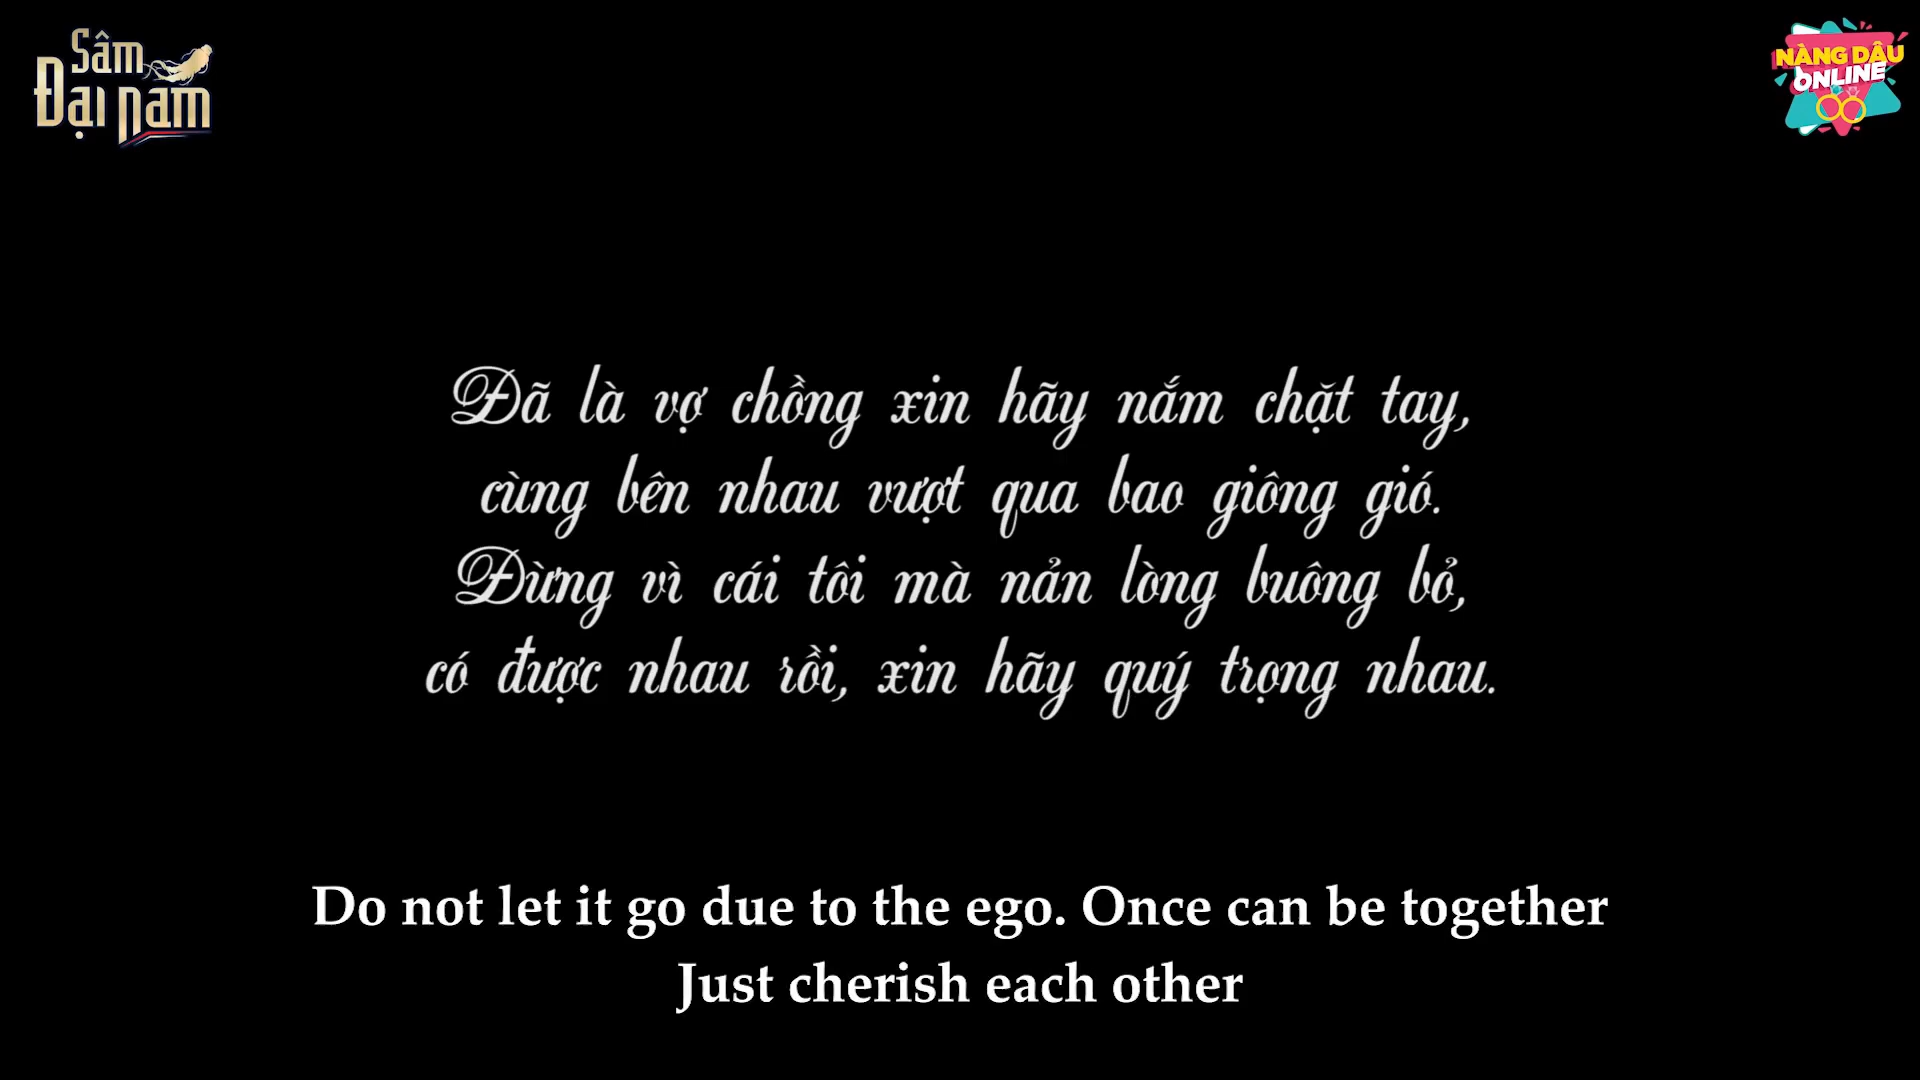 Sâm
Đại Nam
NÀNG DÂU
ONLINE
Đã là vợ chồng xin hãy nắm chặt tay,
cùng bên nhau vượt qua bao giông gió.
Đừng vì cái tôi mà nản lòng buông bỏ,
có được nhau rồi, xin hãy quý trọng nhau.
Do not let it go due to the ego. Once can be together
Just cherish each other